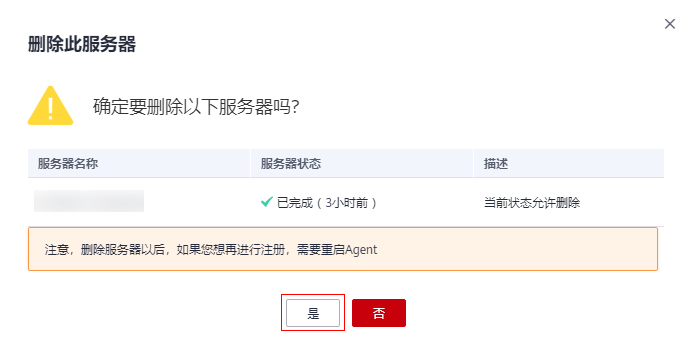 删除此服务器
确定要删除以下服务器吗?
服务器名称 服务器状态 描述
已完成（3小时前） 当前状态允许删除
注意，删除服务器以后，如果您想再进行注册，需要重启Agent
是 否